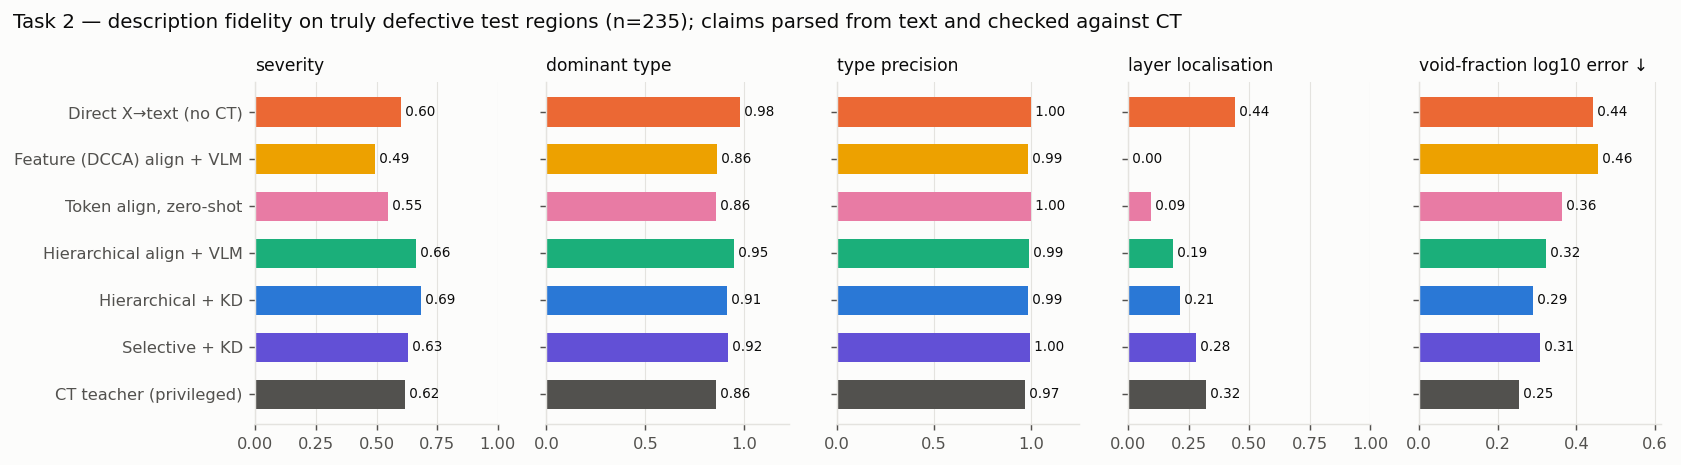 Task 2 — description fidelity on truly defective test regions (n=235); claims parsed from text and checked against CT
severity
dominant type
type precision
layer localisation
void-fraction log10 error ↓
Direct X→text (no CT)
0.60
0.98
1.00
0.44
0.44
Feature (DCCA) align + VLM
0.49
0.86
0.99
0.00
0.46
Token align, zero-shot
0.55
0.86
1.00
0.09
0.36
Hierarchical align + VLM
0.66
0.95
0.99
0.19
0.32
Hierarchical + KD
0.69
0.91
0.99
0.21
0.29
Selective + KD
0.63
0.92
1.00
0.28
0.31
CT teacher (privileged)
0.62
0.86
0.97
0.32
0.25
0.00 0.25 0.50 0.75 1.00
0.0 0.5 1.0
0.0 0.5 1.0
0.00 0.25 0.50 0.75 1.00
0.0 0.2 0.4 0.6